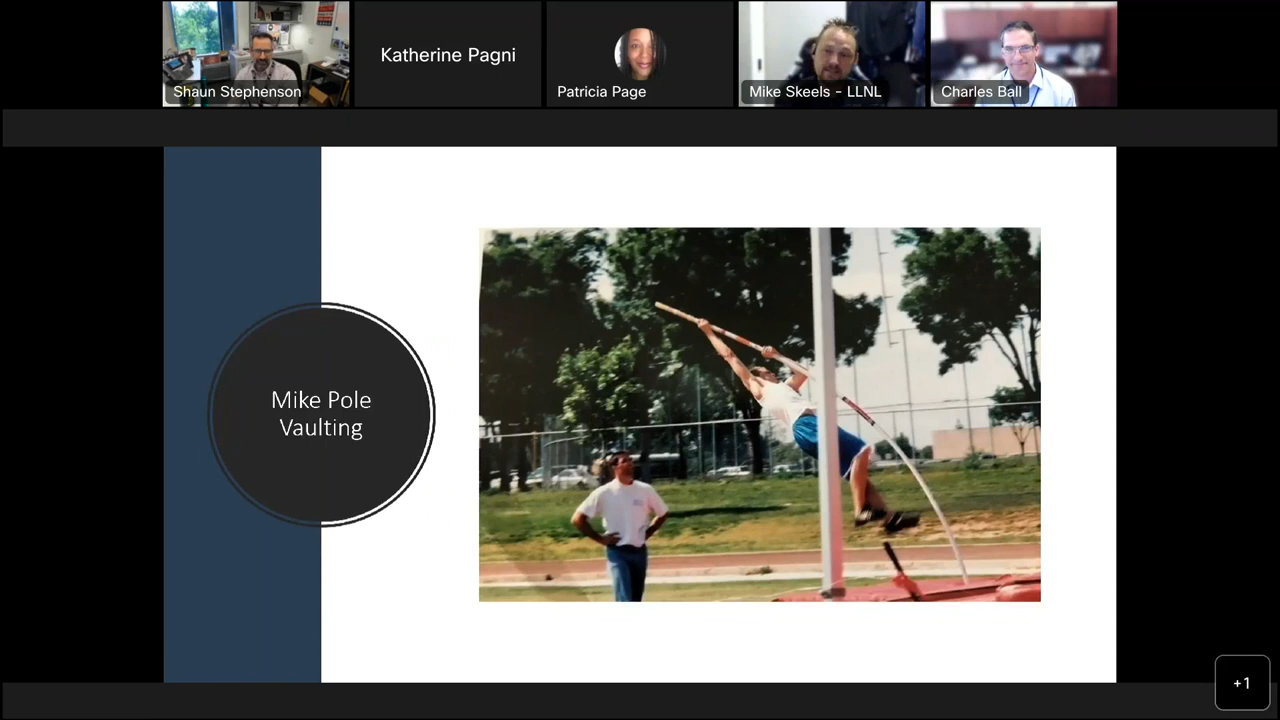 Katherine Pagni
Shaun Stephenson
Patricia Page
Mike Skeels - LLNL
Charles Ball
Mike Pole
Vaulting
+1